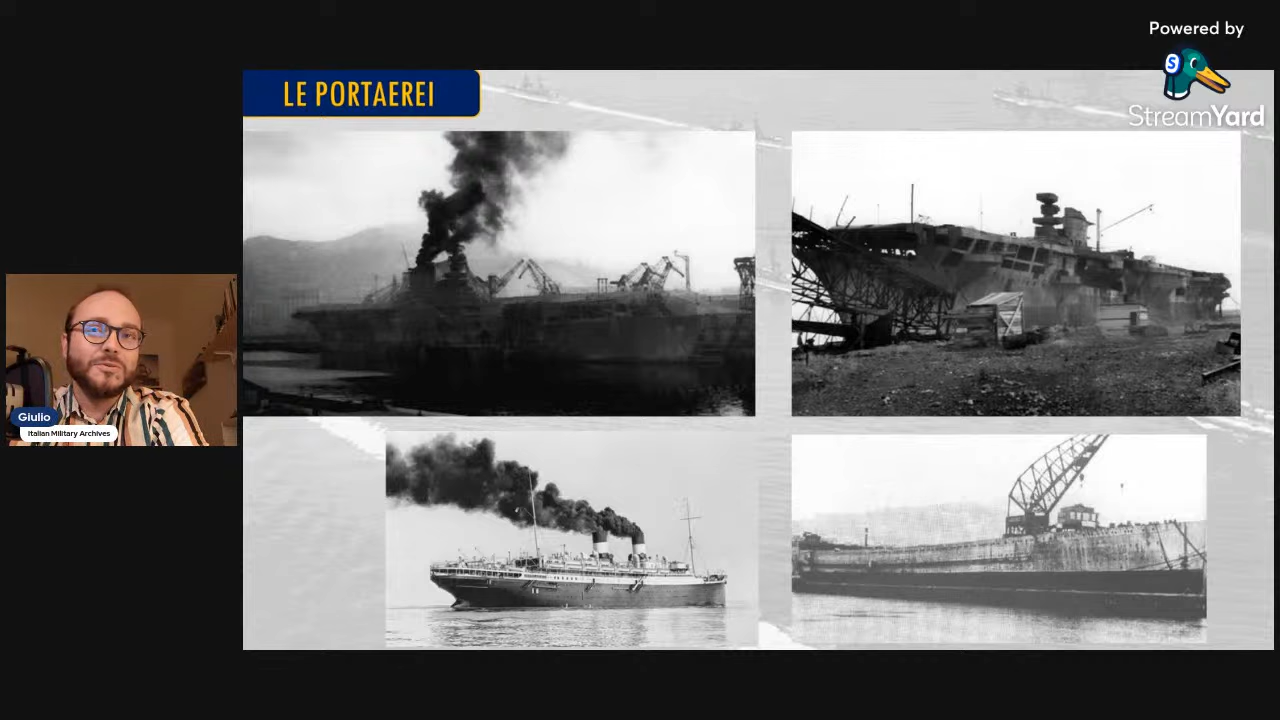 Powered by
S
StreamYard
LE PORTAEREI
Giulio
Italian Military Archives